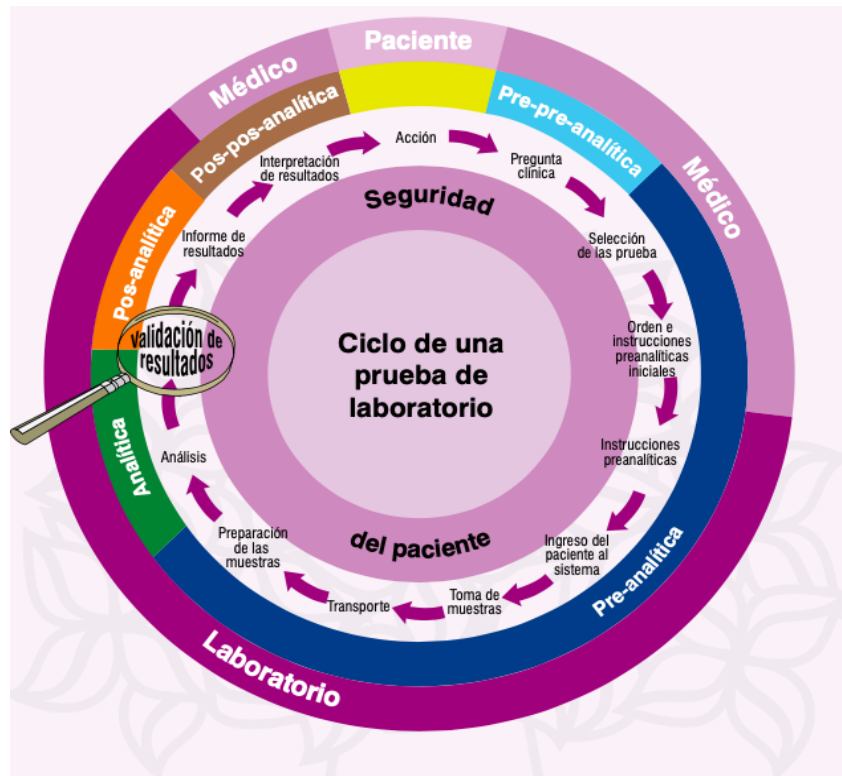 Paciente
Médico
Pre-pre-analítica
Médico
Pre-analítica
Laboratorio
Analítica
Pos-analítica
Pos-pos-analítica
Acción
Pregunta
clínica
Selección
de las prueba
Orden e
instrucciones
preanalíticas
iniciales
Instrucciones
preanalíticas
Ingreso del
paciente al
sistema
Toma de
muestras
Transporte
Preparación
de las
muestras
Análisis
Validación de
resultados
Informe de
resultados
Interpretación
de resultados
Seguridad
del paciente
Ciclo de una
prueba de
laboratorio